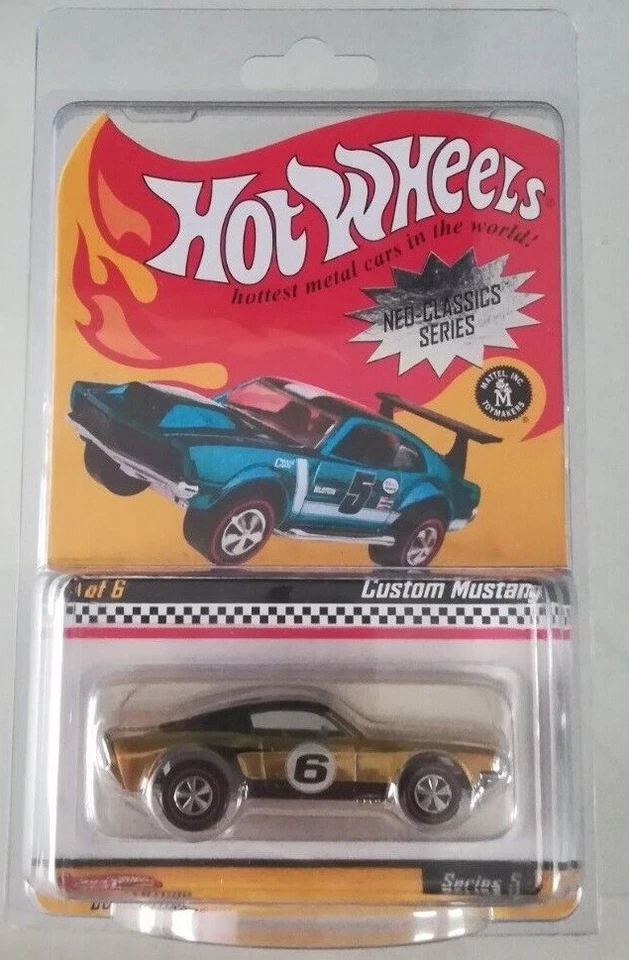 HOT WHEELS®
hottest metal cars in the world!
NEO-CLASSICS
SERIES
MATTEL, INC.
M
TOYMAKERS
®
5
of 6
Custom Mustang
6
Series 5